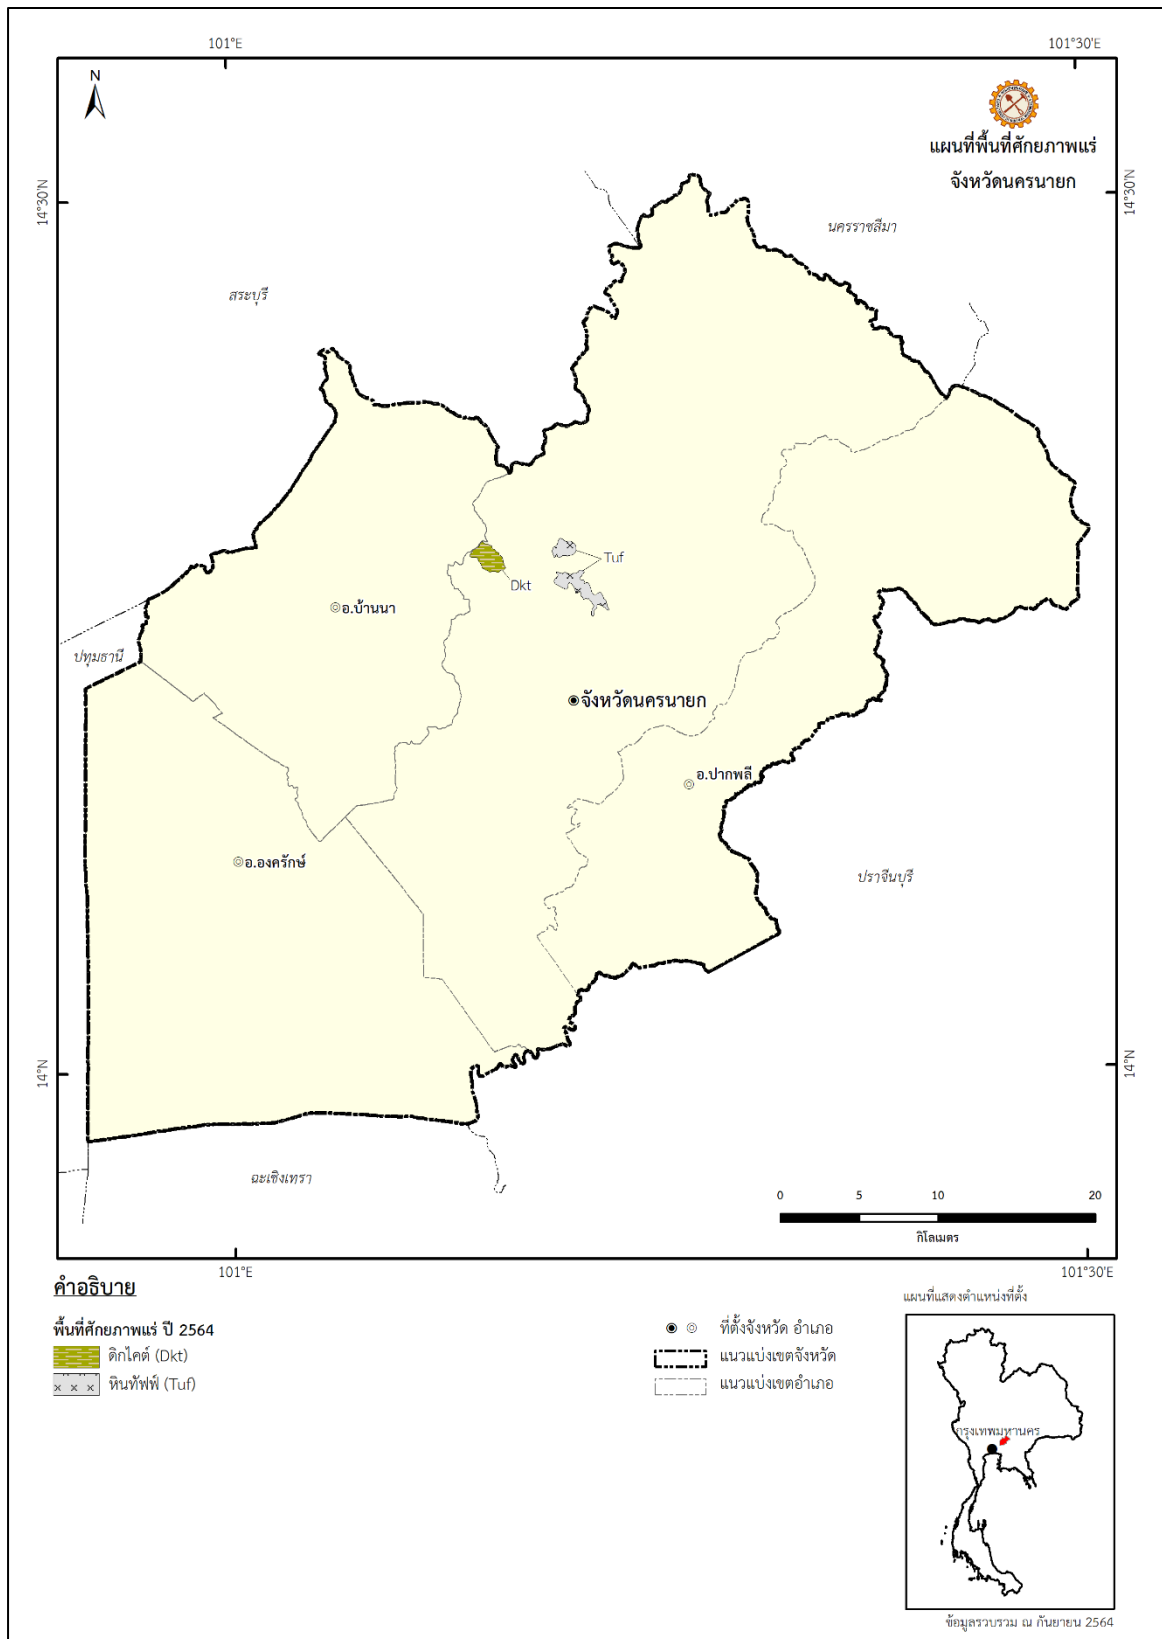 101°E
101°30'E
N
แผนที่พื้นที่ศักยภาพแร่
จังหวัดนครนายก
14°30'N
14°30'N
นครราชสีมา
สระบุรี
Tuf
Dkt
อ.บ้านนา
ปทุมธานี
จังหวัดนครนายก
อ.ปากพลี
อ.องครักษ์
ปราจีนบุรี
14°N
14°N
ฉะเชิงเทรา
0 5 10 20
กิโลเมตร
101°E
101°30'E
คำอธิบาย
พื้นที่ศักยภาพแร่ ปี 2564
ดิกไคต์ (Dkt)
หินทัฟฟ์ (Tuf)
ที่ตั้งจังหวัด อำเภอ
แนวแบ่งเขตจังหวัด
แนวแบ่งเขตอำเภอ
แผนที่แสดงตำแหน่งที่ตั้ง
กรุงเทพมหานคร
ข้อมูลรวบรวม ณ กันยายน 2564